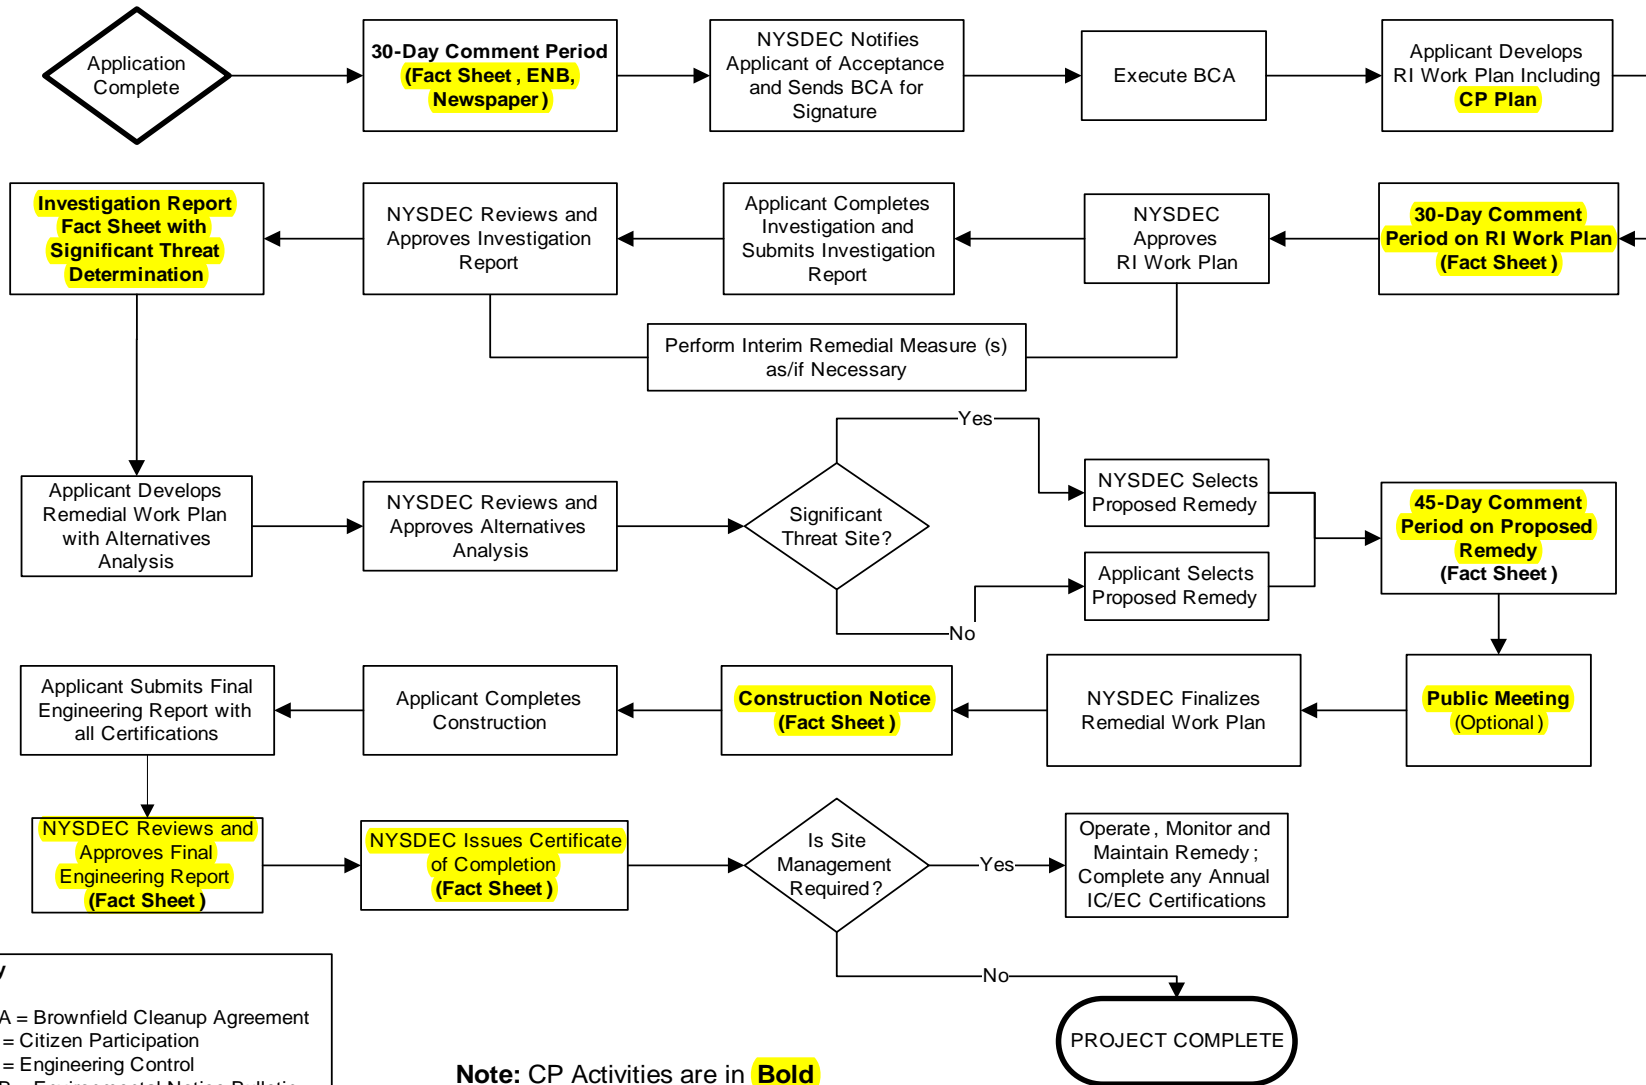 Application
Complete
30-Day Comment Period
(Fact Sheet, ENB,
Newspaper)
NYSDEC Notifies
Applicant of Acceptance
and Sends BCA for
Signature
Execute BCA
Applicant Develops
RI Work Plan Including
CP Plan
Investigation Report
Fact Sheet with
Significant Threat
Determination
NYSDEC Reviews and
Approves Investigation
Report
Applicant Completes
Investigation and
Submits Investigation
Report
NYSDEC
Approves
RI Work Plan
30-Day Comment
Period on RI Work Plan
(Fact Sheet)
Perform Interim Remedial Measure (s)
as/if Necessary
Applicant Develops
Remedial Work Plan
with Alternatives
Analysis
NYSDEC Reviews and
Approves Alternatives
Analysis
Significant
Threat Site?
Yes
No
NYSDEC Selects
Proposed Remedy
Applicant Selects
Proposed Remedy
45-Day Comment
Period on Proposed
Remedy
(Fact Sheet)
Applicant Submits Final
Engineering Report with
all Certifications
Applicant Completes
Construction
Construction Notice
(Fact Sheet)
NYSDEC Finalizes
Remedial Work Plan
Public Meeting
(Optional)
NYSDEC Reviews and
Approves Final
Engineering Report
(Fact Sheet)
NYSDEC Issues Certificate
of Completion
(Fact Sheet)
Is Site
Management
Required?
Yes
Operate, Monitor and
Maintain Remedy;
Complete any Annual
IC/EC Certifications
No
PROJECT COMPLETE
y
A = Brownfield Cleanup Agreement
= Citizen Participation
= Engineering Control
Note: CP Activities are in Bold